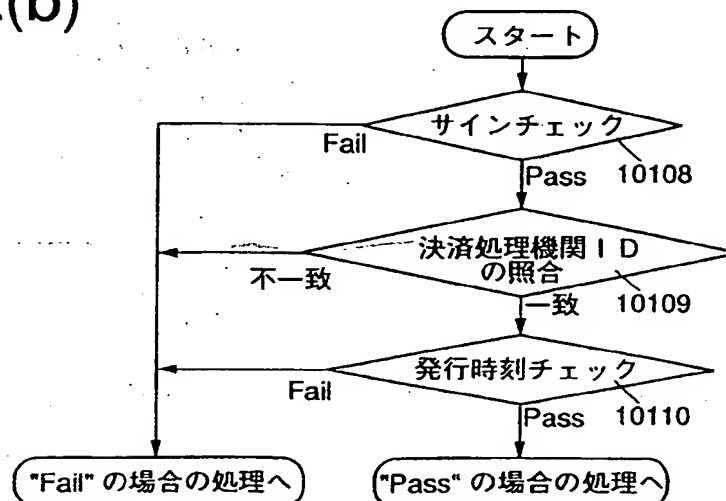 (b)
スタート
サインチェック
Fail
Pass 10108
決済処理機関ID
の照合
不一致
一致 10109
発行時刻チェック
Fail
Pass 10110
"Fail" の場合の処理へ
"Pass" の場合の処理へ